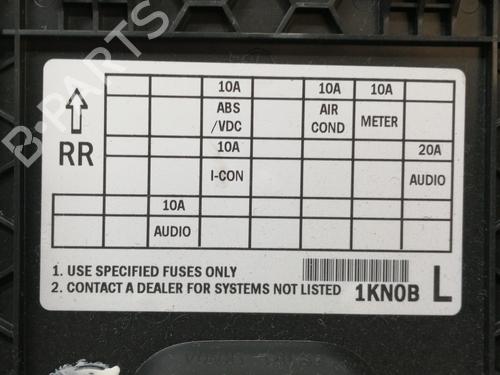 10A 10A 10A
ABS AIR
/VDC COND METER
RR
10A 20A
I-CON AUDIO
10A
AUDIO
1. USE SPECIFIED FUSES ONLY
2. CONTACT A DEALER FOR SYSTEMS NOT LISTED 1KN0B L
B-PARTS